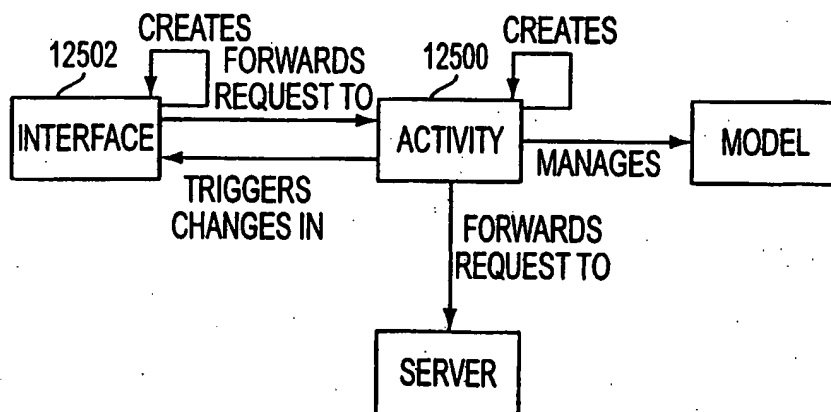 CREATES
12502
FORWARDS
REQUEST TO
INTERFACE
TRIGGERS
CHANGES IN
CREATES
12500
ACTIVITY
MANAGES
MODEL
FORWARDS
REQUEST TO
SERVER